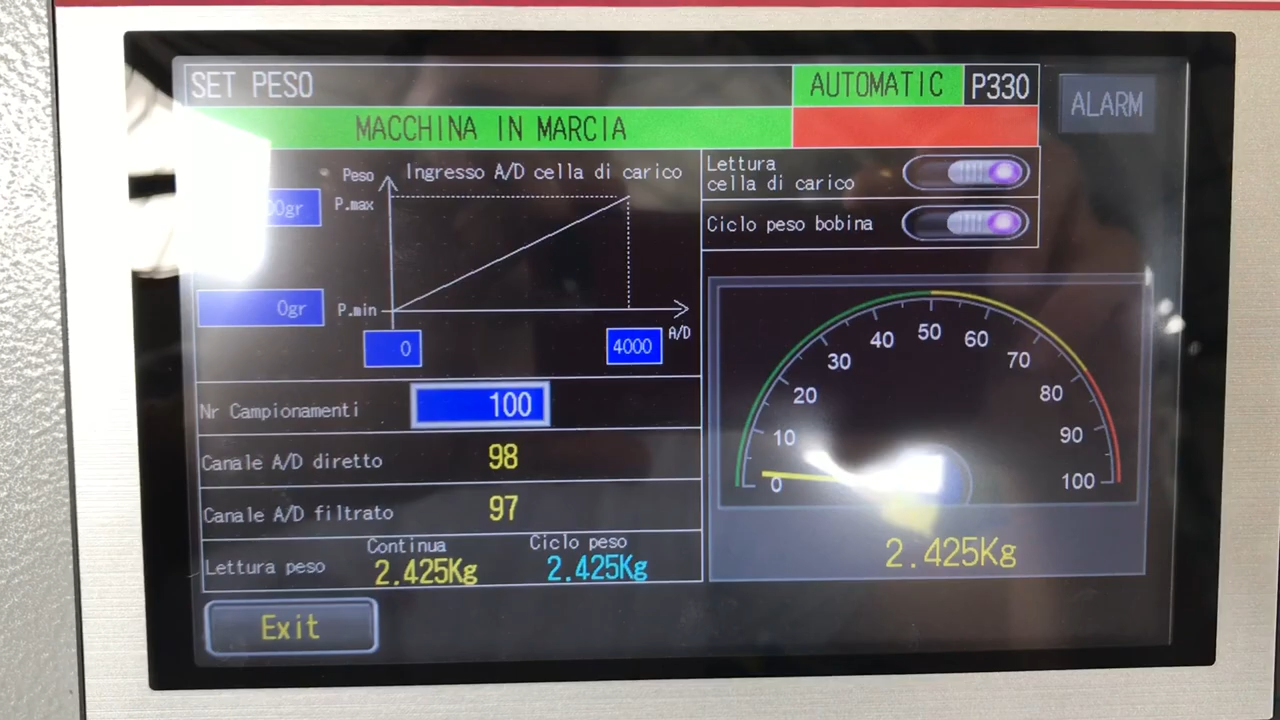 SET PESO
AUTOMATIC
P330
ALARM
MACCHINA IN MARCIA
Peso
Ingresso A/D cella di carico
P.max
Lettura
cella di carico
Ciclo peso bobina
0gr
P.min
A/D
0
4000
Nr Campionamenti
100
Canale A/D diretto
98
Canale A/D filtrato
97
Continua
Ciclo peso
Lettura peso
2.425Kg
2.425Kg
Exit
0
10
20
30
40
50
60
70
80
90
100
2.425Kg